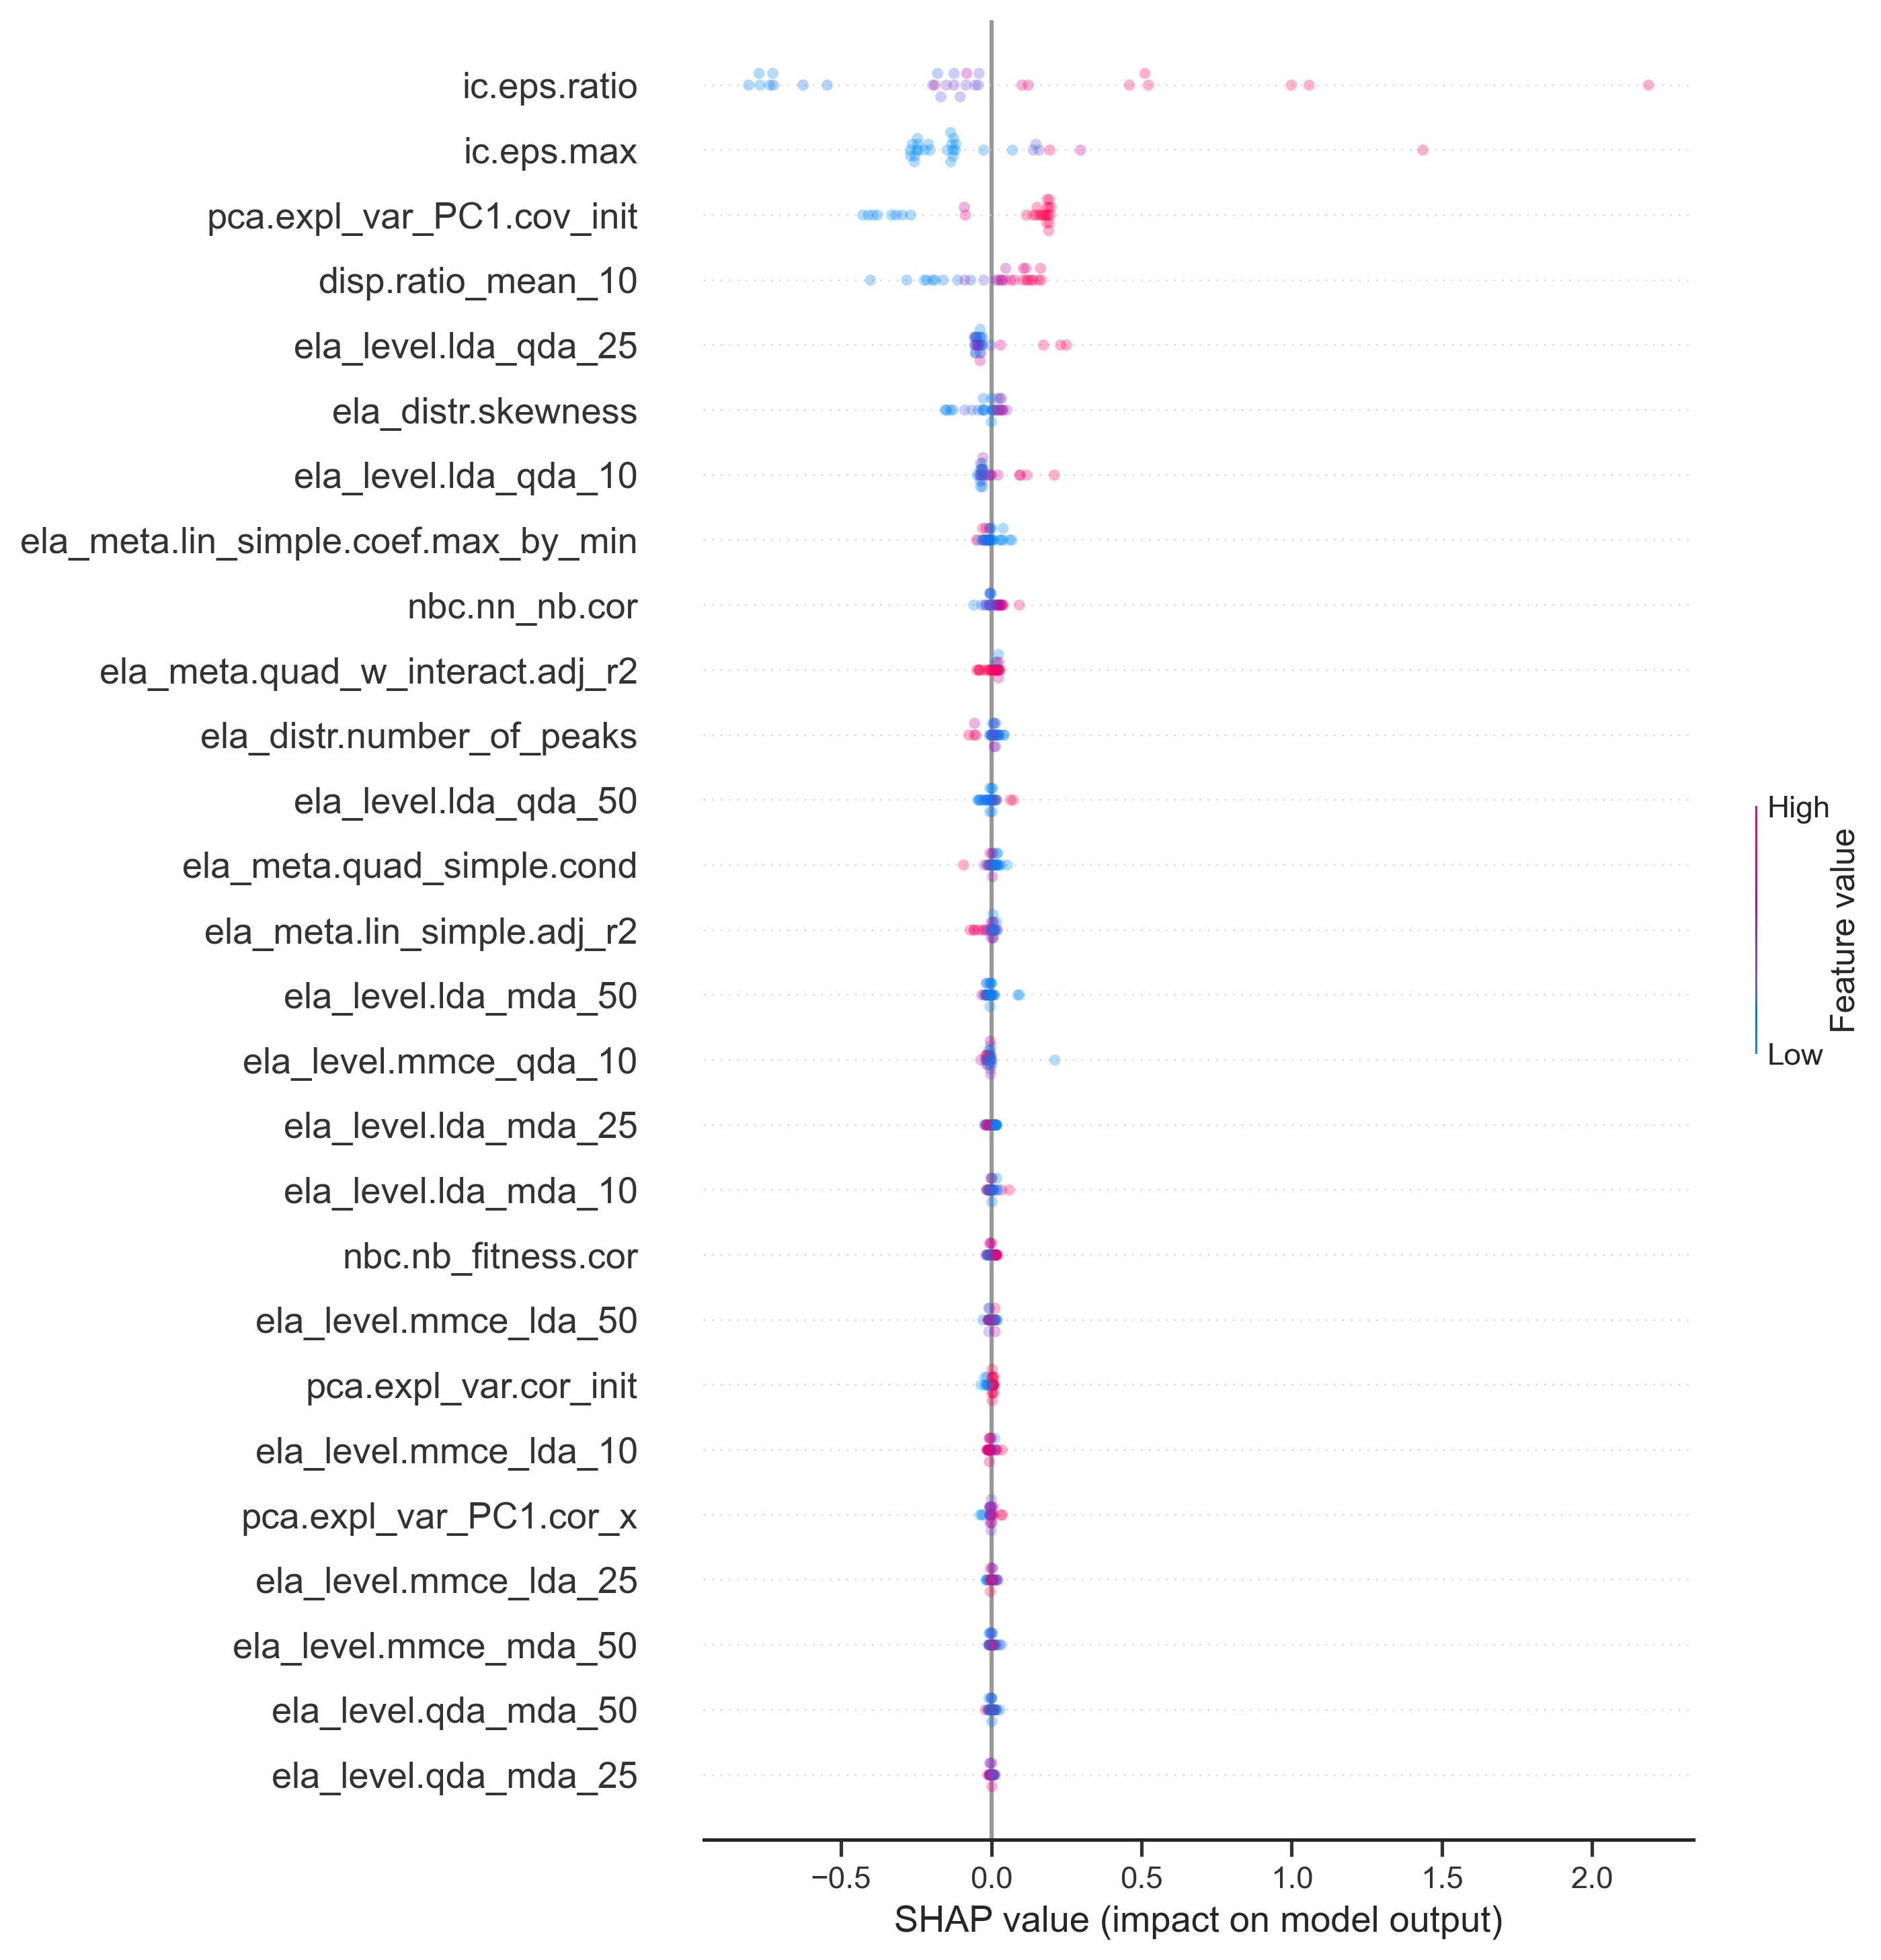 ic.eps.ratio
ic.eps.max
pca.expl_var_PC1.cov_init
disp.ratio_mean_10
ela_level.lda_qda_25
ela_distr.skewness
ela_level.lda_qda_10
ela_meta.lin_simple.coef.max_by_min
nbc.nn_nb.cor
ela_meta.quad_w_interact.adj_r2
ela_distr.number_of_peaks
ela_level.lda_qda_50
ela_meta.quad_simple.cond
ela_meta.lin_simple.adj_r2
ela_level.lda_mda_50
ela_level.mmce_qda_10
ela_level.lda_mda_25
ela_level.lda_mda_10
nbc.nb_fitness.cor
ela_level.mmce_lda_50
pca.expl_var.cor_init
ela_level.mmce_lda_10
pca.expl_var_PC1.cor_x
ela_level.mmce_lda_25
ela_level.mmce_mda_50
ela_level.qda_mda_50
ela_level.qda_mda_25
−0.5 0.0 0.5 1.0 1.5 2.0
SHAP value (impact on model output)
High
Feature value
Low